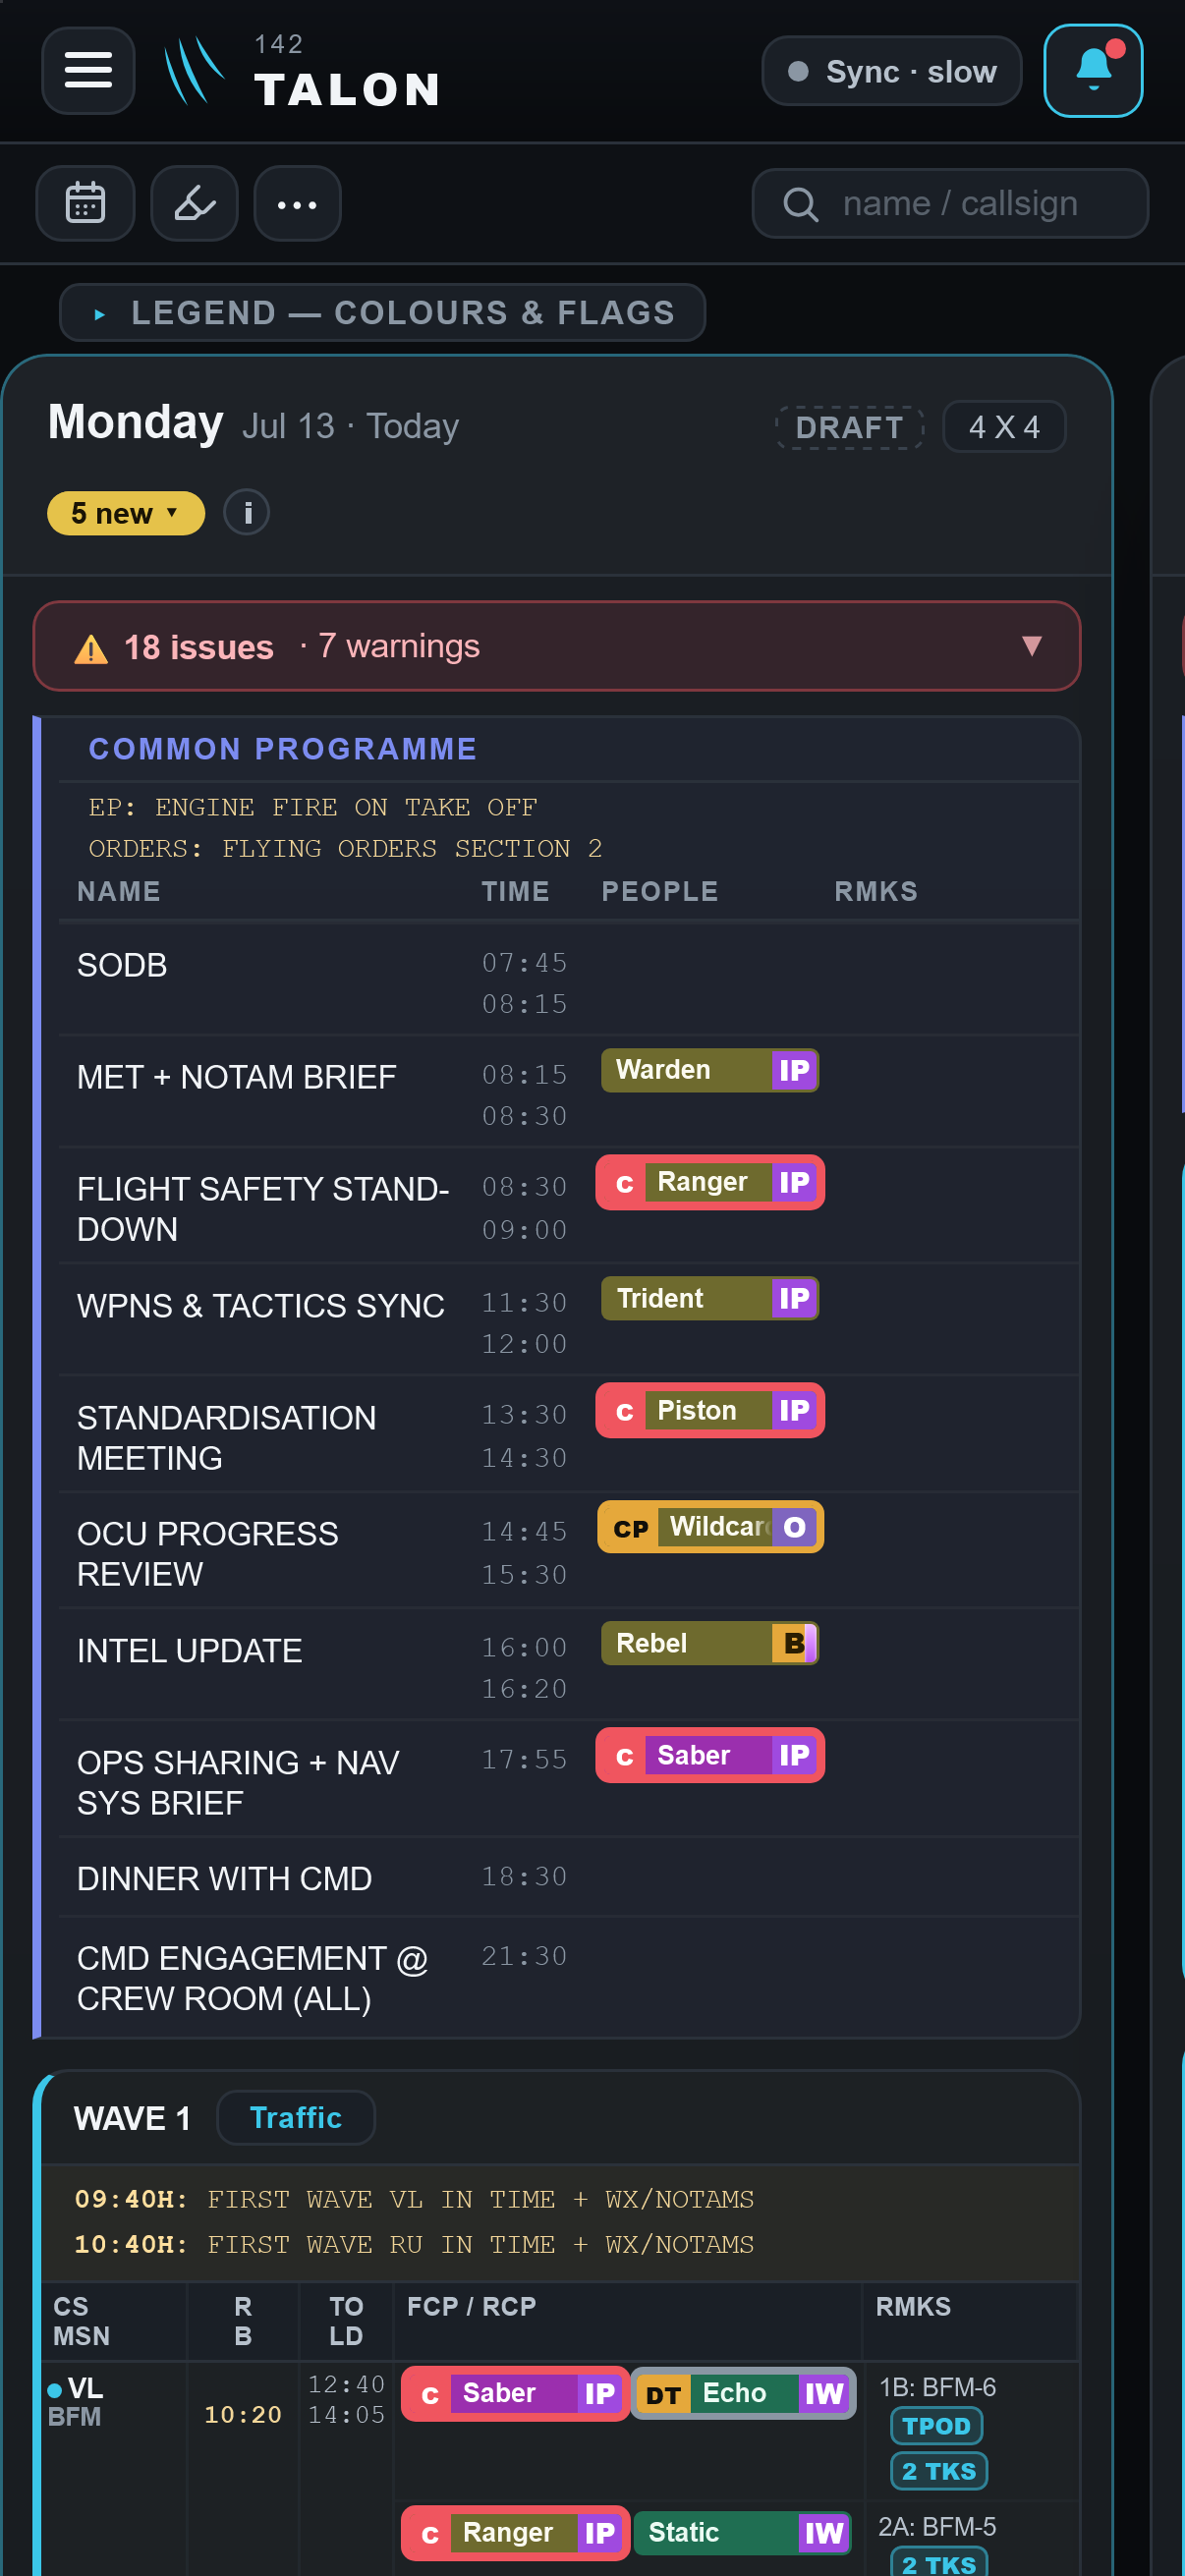 142
TALON
Sync · slow
name / callsign
LEGEND — COLOURS & FLAGS
Monday Jul 13 · Today
DRAFT
4 X 4
5 new
i
18 issues · 7 warnings
COMMON PROGRAMME
EP: ENGINE FIRE ON TAKE OFF
ORDERS: FLYING ORDERS SECTION 2
NAME TIME PEOPLE RMKS
SODB 07:45
08:15
MET + NOTAM BRIEF 08:15 Warden IP
08:30
FLIGHT SAFETY STAND- 08:30 C Ranger IP
DOWN 09:00
WPNS & TACTICS SYNC 11:30 Trident IP
12:00
STANDARDISATION 13:30 C Piston IP
MEETING 14:30
OCU PROGRESS 14:45 CP Wildcard O
REVIEW 15:30
INTEL UPDATE 16:00 Rebel B
16:20
OPS SHARING + NAV 17:55 C Saber IP
SYS BRIEF
DINNER WITH CMD 18:30
CMD ENGAGEMENT @ 21:30
CREW ROOM (ALL)
WAVE 1 Traffic
09:40H: FIRST WAVE VL IN TIME + WX/NOTAMS
10:40H: FIRST WAVE RU IN TIME + WX/NOTAMS
CS R TO FCP / RCP RMKS
MSN B LD
VL 12:40 C Saber IP DT Echo IW 1B: BFM-6
BFM 10:20 14:05 TPOD
2 TKS
C Ranger IP Static IW 2A: BFM-5
2 TKS